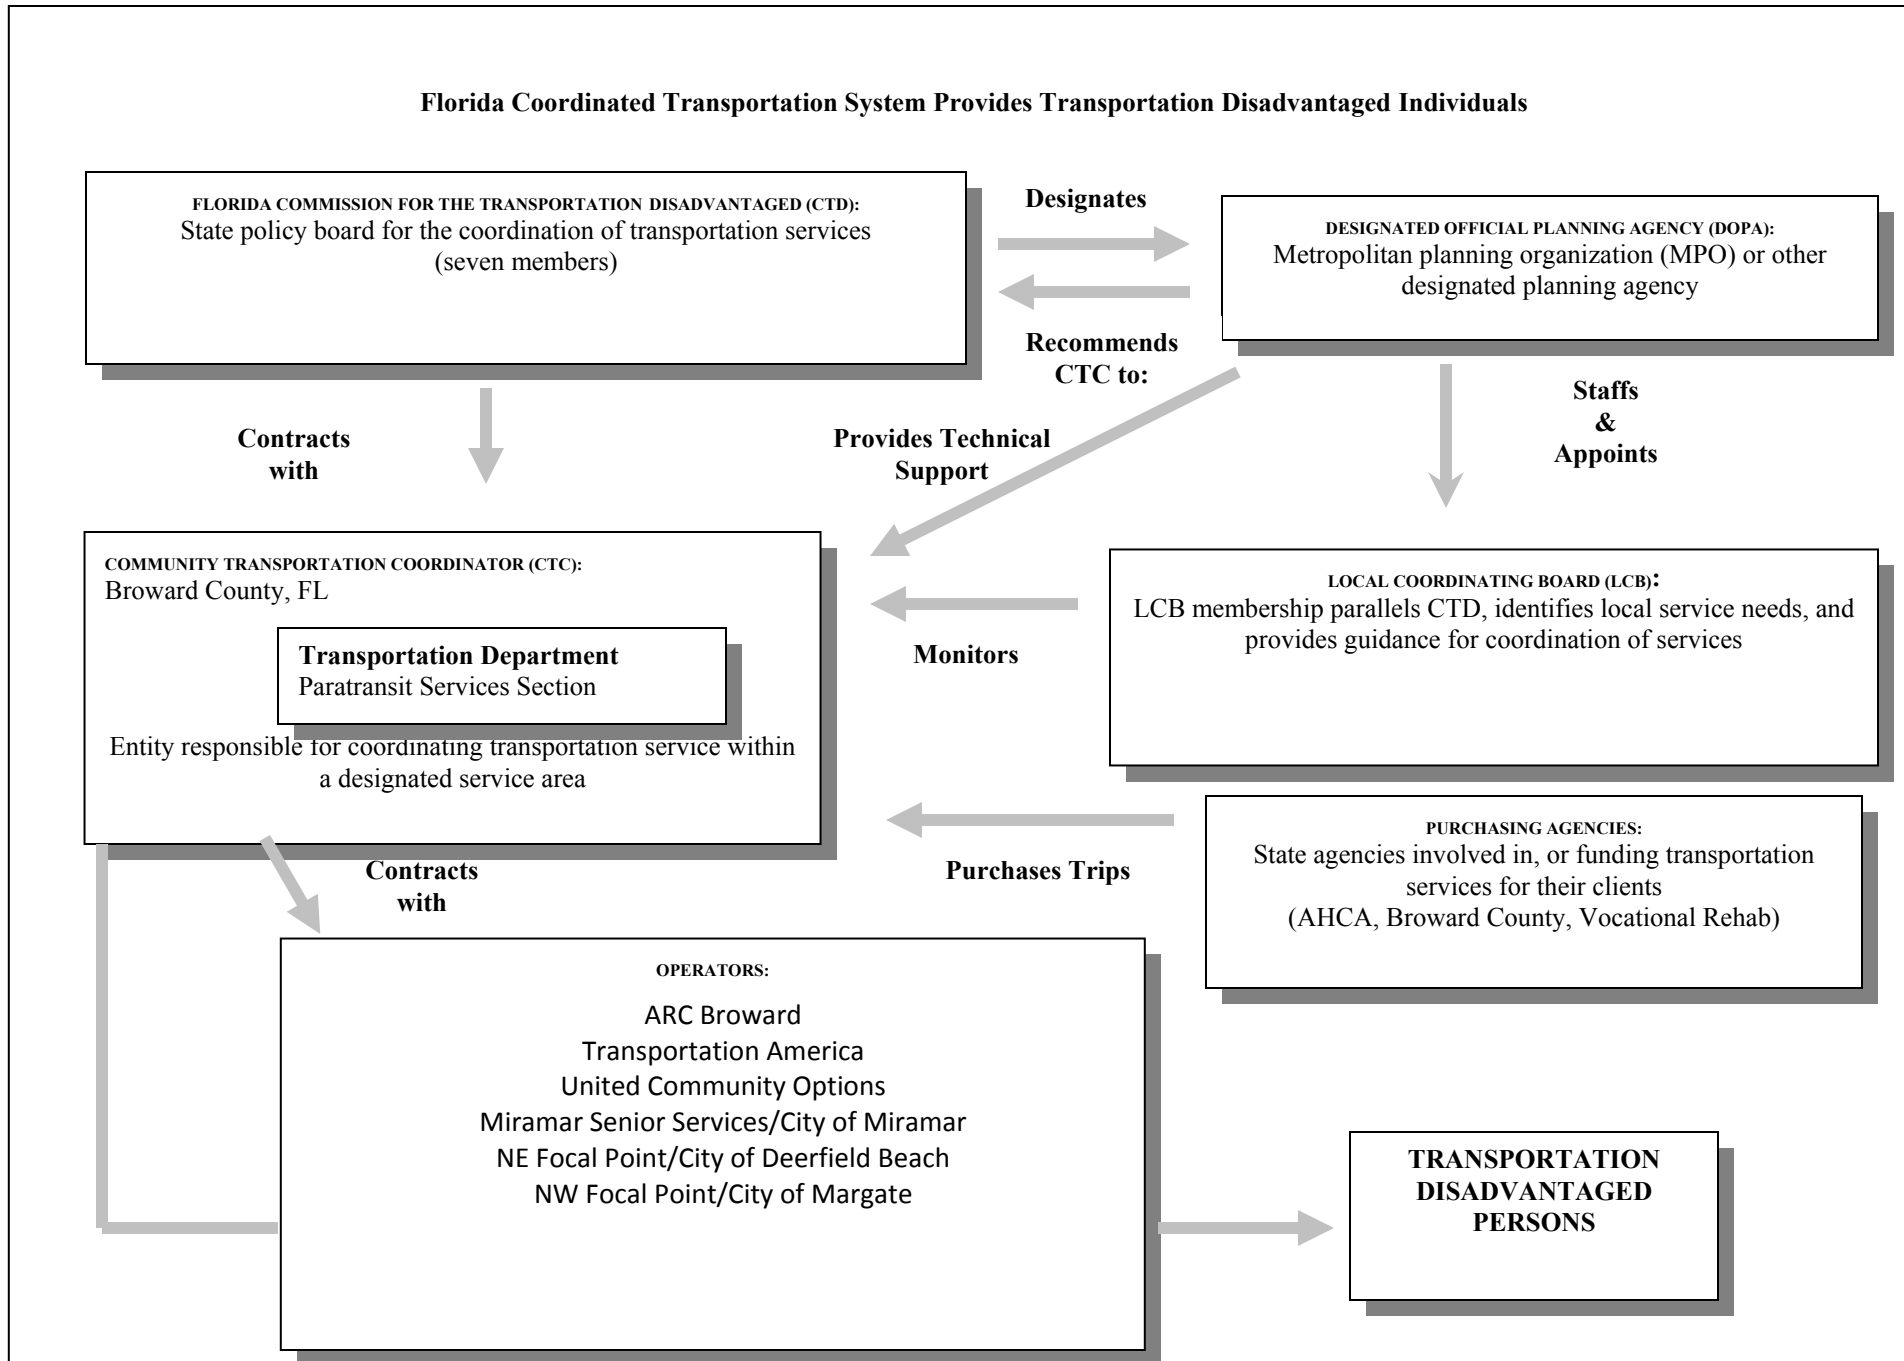 Florida Coordinated Transportation System Provides Transportation Disadvantaged Individuals
FLORIDA COMMISSION FOR THE TRANSPORTATION DISADVANTAGED (CTD):
State policy board for the coordination of transportation services
(seven members)
Designates
DESIGNATED OFFICIAL PLANNING AGENCY (DOPA):
Metropolitan planning organization (MPO) or other
designated planning agency
Recommends
CTC to:
Contracts
with
Provides Technical
Support
Staffs
&
Appoints
COMMUNITY TRANSPORTATION COORDINATOR (CTC):
Broward County, FL
Transportation Department
Paratransit Services Section
Entity responsible for coordinating transportation service within
a designated service area
Monitors
LOCAL COORDINATING BOARD (LCB):
LCB membership parallels CTD, identifies local service needs, and
provides guidance for coordination of services
Purchases Trips
PURCHASING AGENCIES:
State agencies involved in, or funding transportation
services for their clients
(AHCA, Broward County, Vocational Rehab)
Contracts
with
OPERATORS:
ARC Broward
Transportation America
United Community Options
Miramar Senior Services/City of Miramar
NE Focal Point/City of Deerfield Beach
NW Focal Point/City of Margate
TRANSPORTATION
DISADVANTAGED
PERSONS